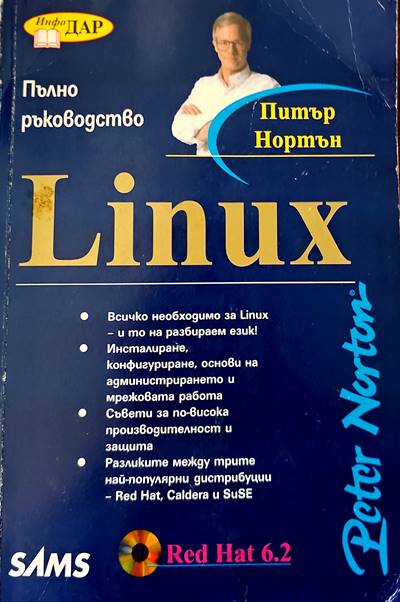 Инфо
ДАР
Пълно
ръководство
Питър
Нортън
Linux
Всичко необходимо за Linux
– и то на разбираем език!
Инсталиране,
конфигуриране, основи на
администрирането и
мрежовата работа
Съвети за по-висока
производителност и
защита
Разликите между трите
най-популярни дистрибуции
– Red Hat, Caldera и SuSE
Peter Norton®
SAMS
Red Hat 6.2